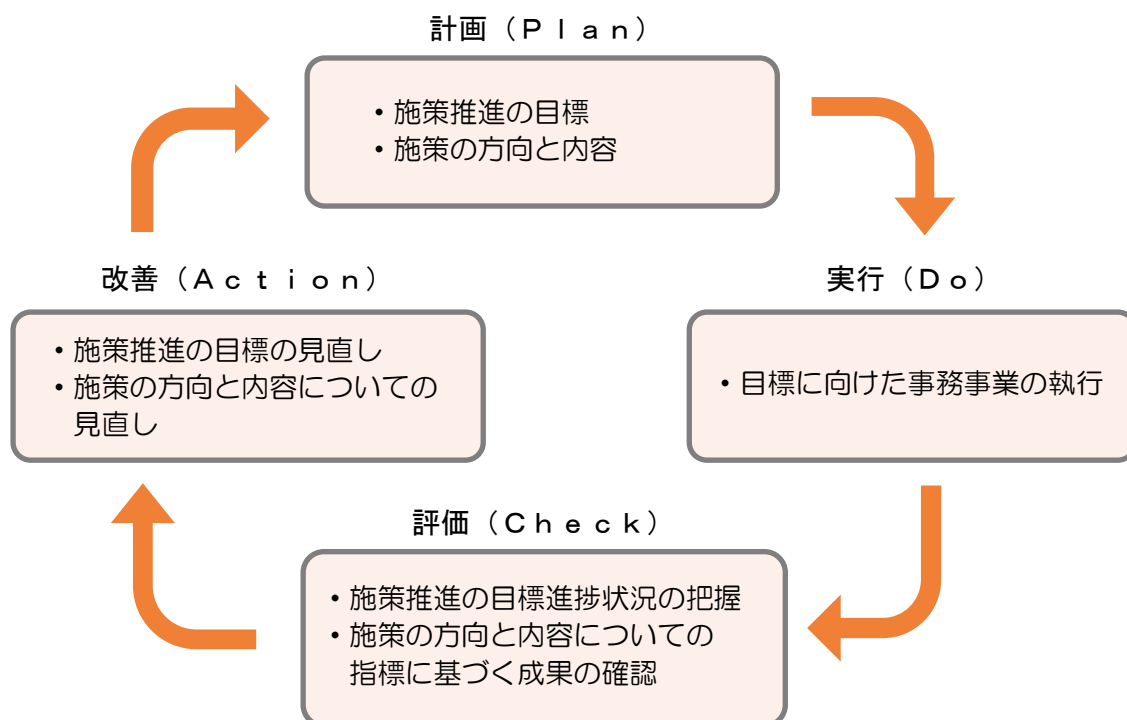 計画（Ｐｌａｎ）
・施策推進の目標
・施策の方向と内容
実行（Ｄｏ）
・目標に向けた事務事業の執行
評価（Ｃｈｅｃｋ）
・施策推進の目標進捗状況の把握
・施策の方向と内容についての
指標に基づく成果の確認
改善（Ａｃｔｉｏｎ）
・施策推進の目標の見直し
・施策の方向と内容についての
見直し